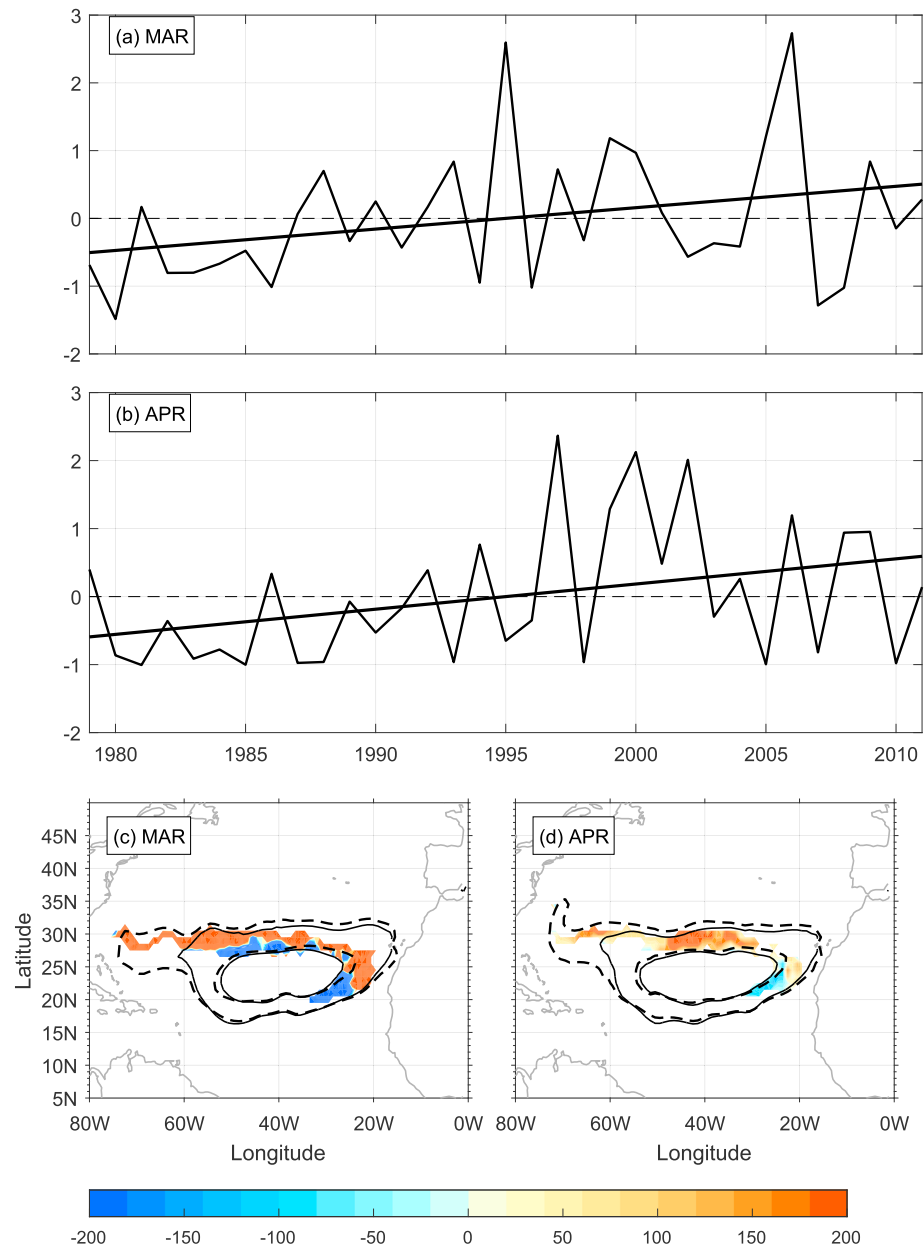 3
(a) MAR
2
1
0
-1
-2
3
(b) APR
2
1
0
-1
-2
1980 1985 1990 1995 2000 2005 2010
(c) MAR
(d) APR
45N
40N
35N
30N
25N
20N
15N
10N
5N
Latitude
80W 60W 40W 20W 0W
80W 60W 40W 20W 0W
Longitude
Longitude
-200 -150 -100 -50 0 50 100 150 200